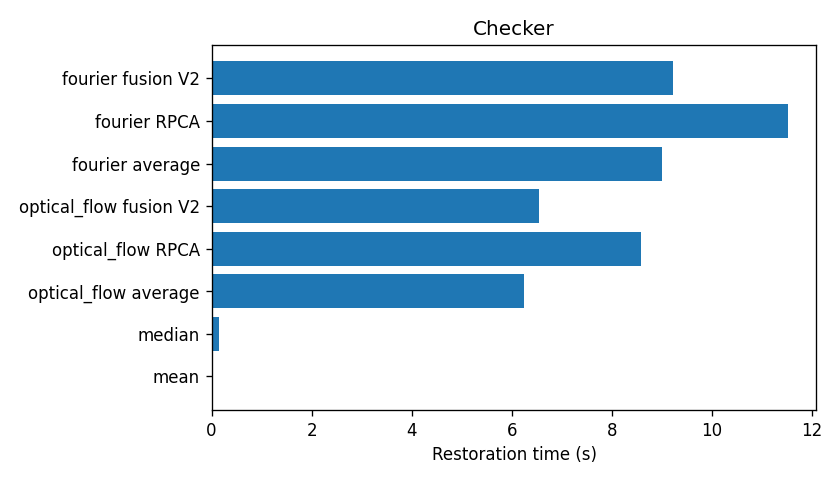 Checker
fourier fusion V2
fourier RPCA
fourier average
optical_flow fusion V2
optical_flow RPCA
optical_flow average
median
mean
0 2 4 6 8 10 12
Restoration time (s)